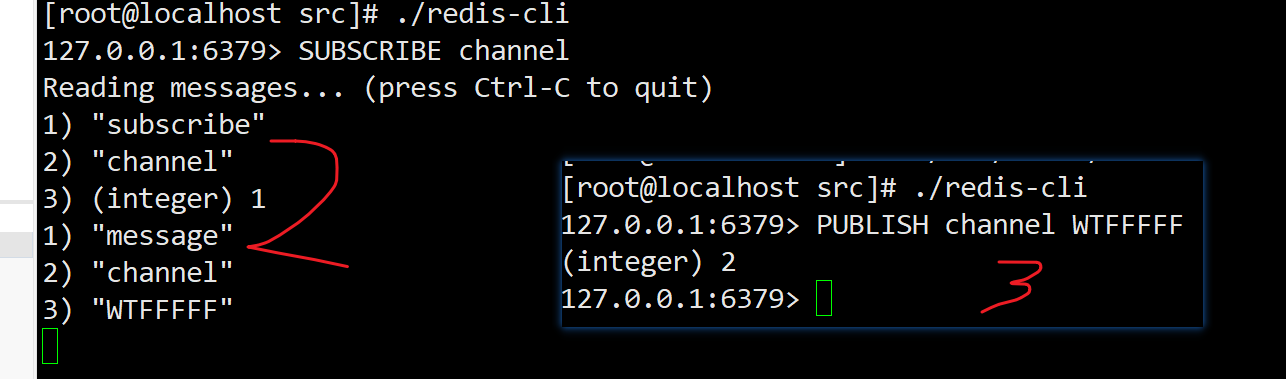 [root@localhost src]# ./redis-cli
127.0.0.1:6379> SUBSCRIBE channel
Reading messages... (press Ctrl-C to quit)
1) "subscribe"
2) "channel"
3) (integer) 1
1) "message"
2) "channel"
3) "WTFFFFF"
2
[root@localhost src]# ./redis-cli
127.0.0.1:6379> PUBLISH channel WTFFFFF
(integer) 2
127.0.0.1:6379>
3